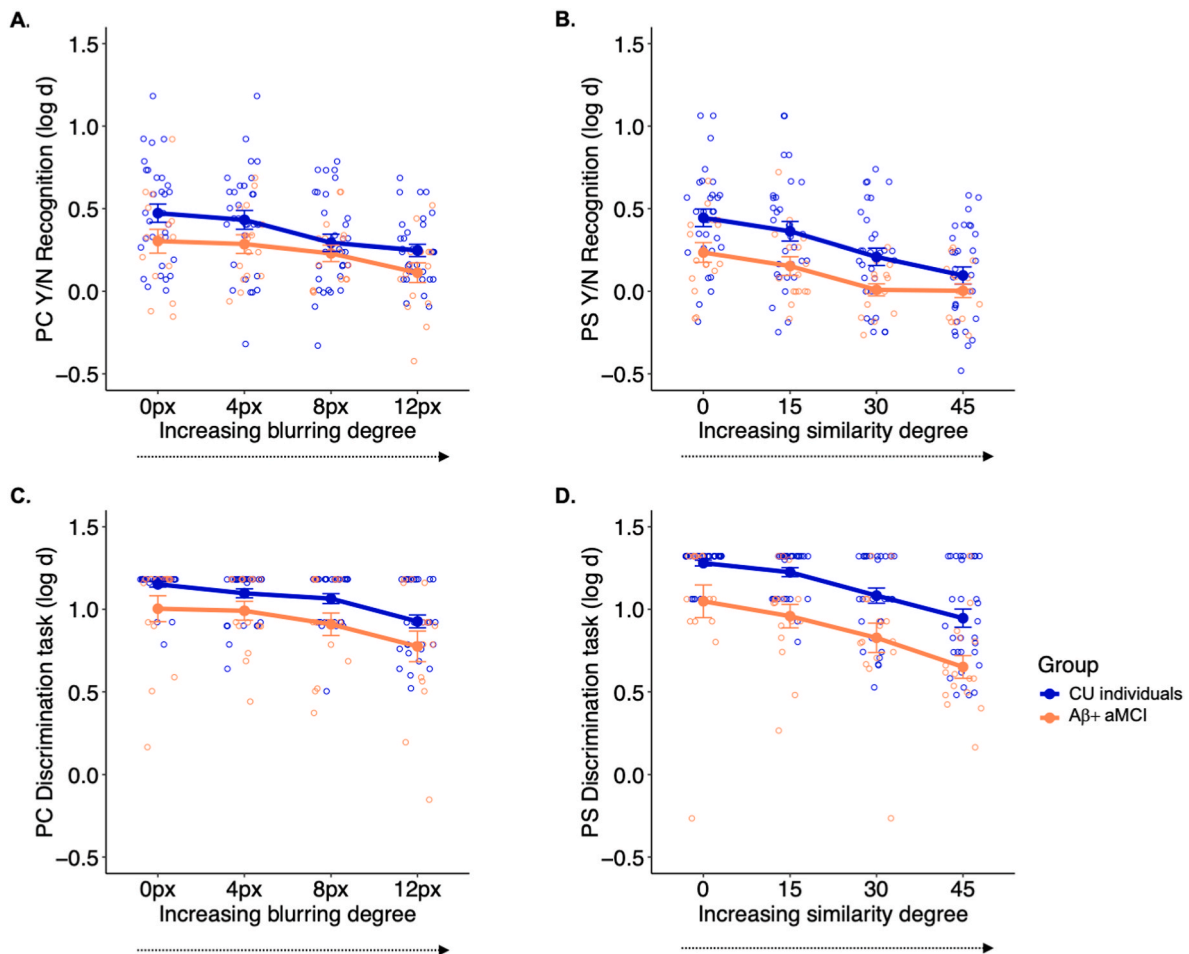 A.
PC Y/N Recognition (log d)
1.5
1.0
0.5
0.0
−0.5
0px 4px 8px 12px
Increasing blurring degree
B.
PS Y/N Recognition (log d)
1.5
1.0
0.5
0.0
−0.5
0 15 30 45
Increasing similarity degree
C.
PC Discrimination task (log d)
1.5
1.0
0.5
0.0
−0.5
0px 4px 8px 12px
Increasing blurring degree
D.
PS Discrimination task (log d)
1.5
1.0
0.5
0.0
−0.5
0 15 30 45
Increasing similarity degree
Group
CU individuals
Aβ+ aMCI